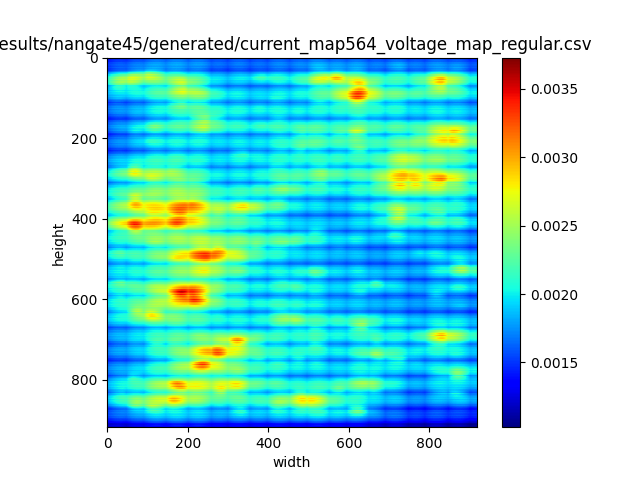 esults/nangate45/generated/current_map564_voltage_map_regular.csv
0
200
400
600
800
height
0 200 400 600 800
width
0.0035
0.0030
0.0025
0.0020
0.0015